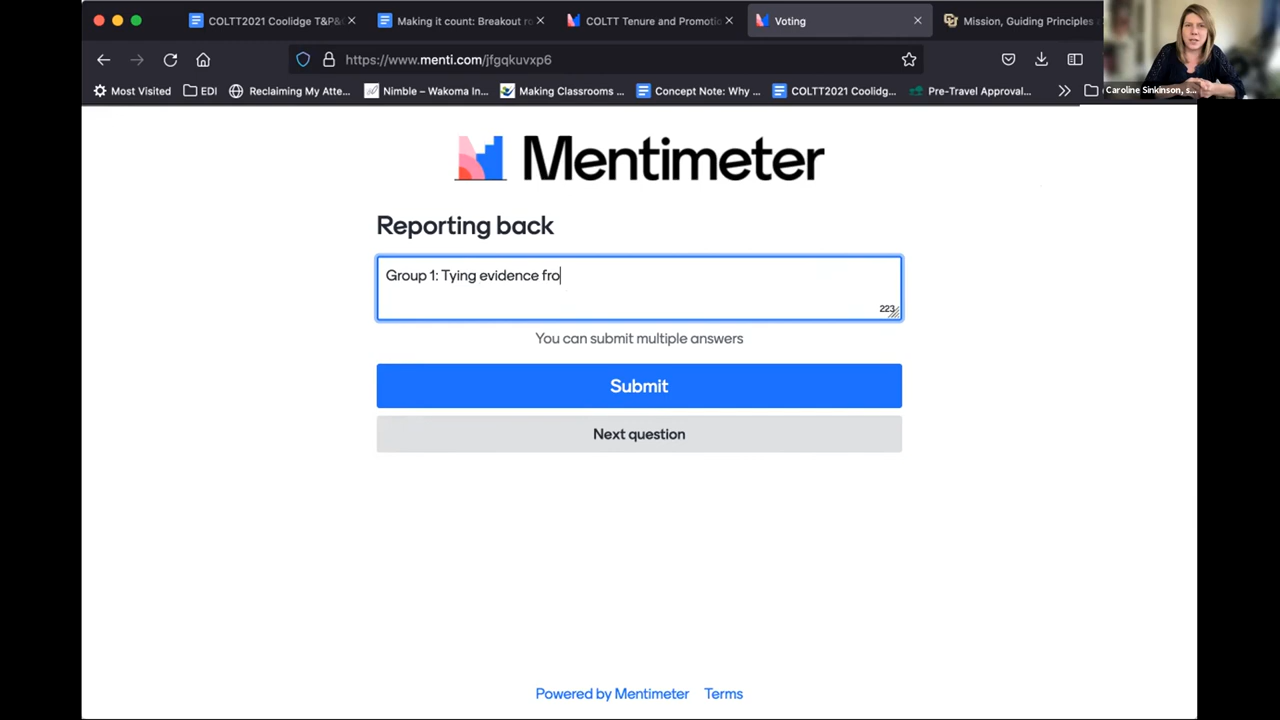 COLTT2021 Coolidge T&P&
Making it count: Breakout ro
COLTT Tenure and Promotio
Voting
Mission, Guiding Principles
https://www.menti.com/jfgqkuvxp6
Most Visited
EDI
Reclaiming My Atte...
Nimble – Wakoma In...
Making Classrooms ...
Concept Note: Why ...
COLTT2021 Coolidg...
Pre-Travel Approval...
Caroline Sinkinson, s...
Mentimeter
Reporting back
Group 1: Tying evidence fro
223
You can submit multiple answers
Submit
Next question
Powered by Mentimeter
Terms